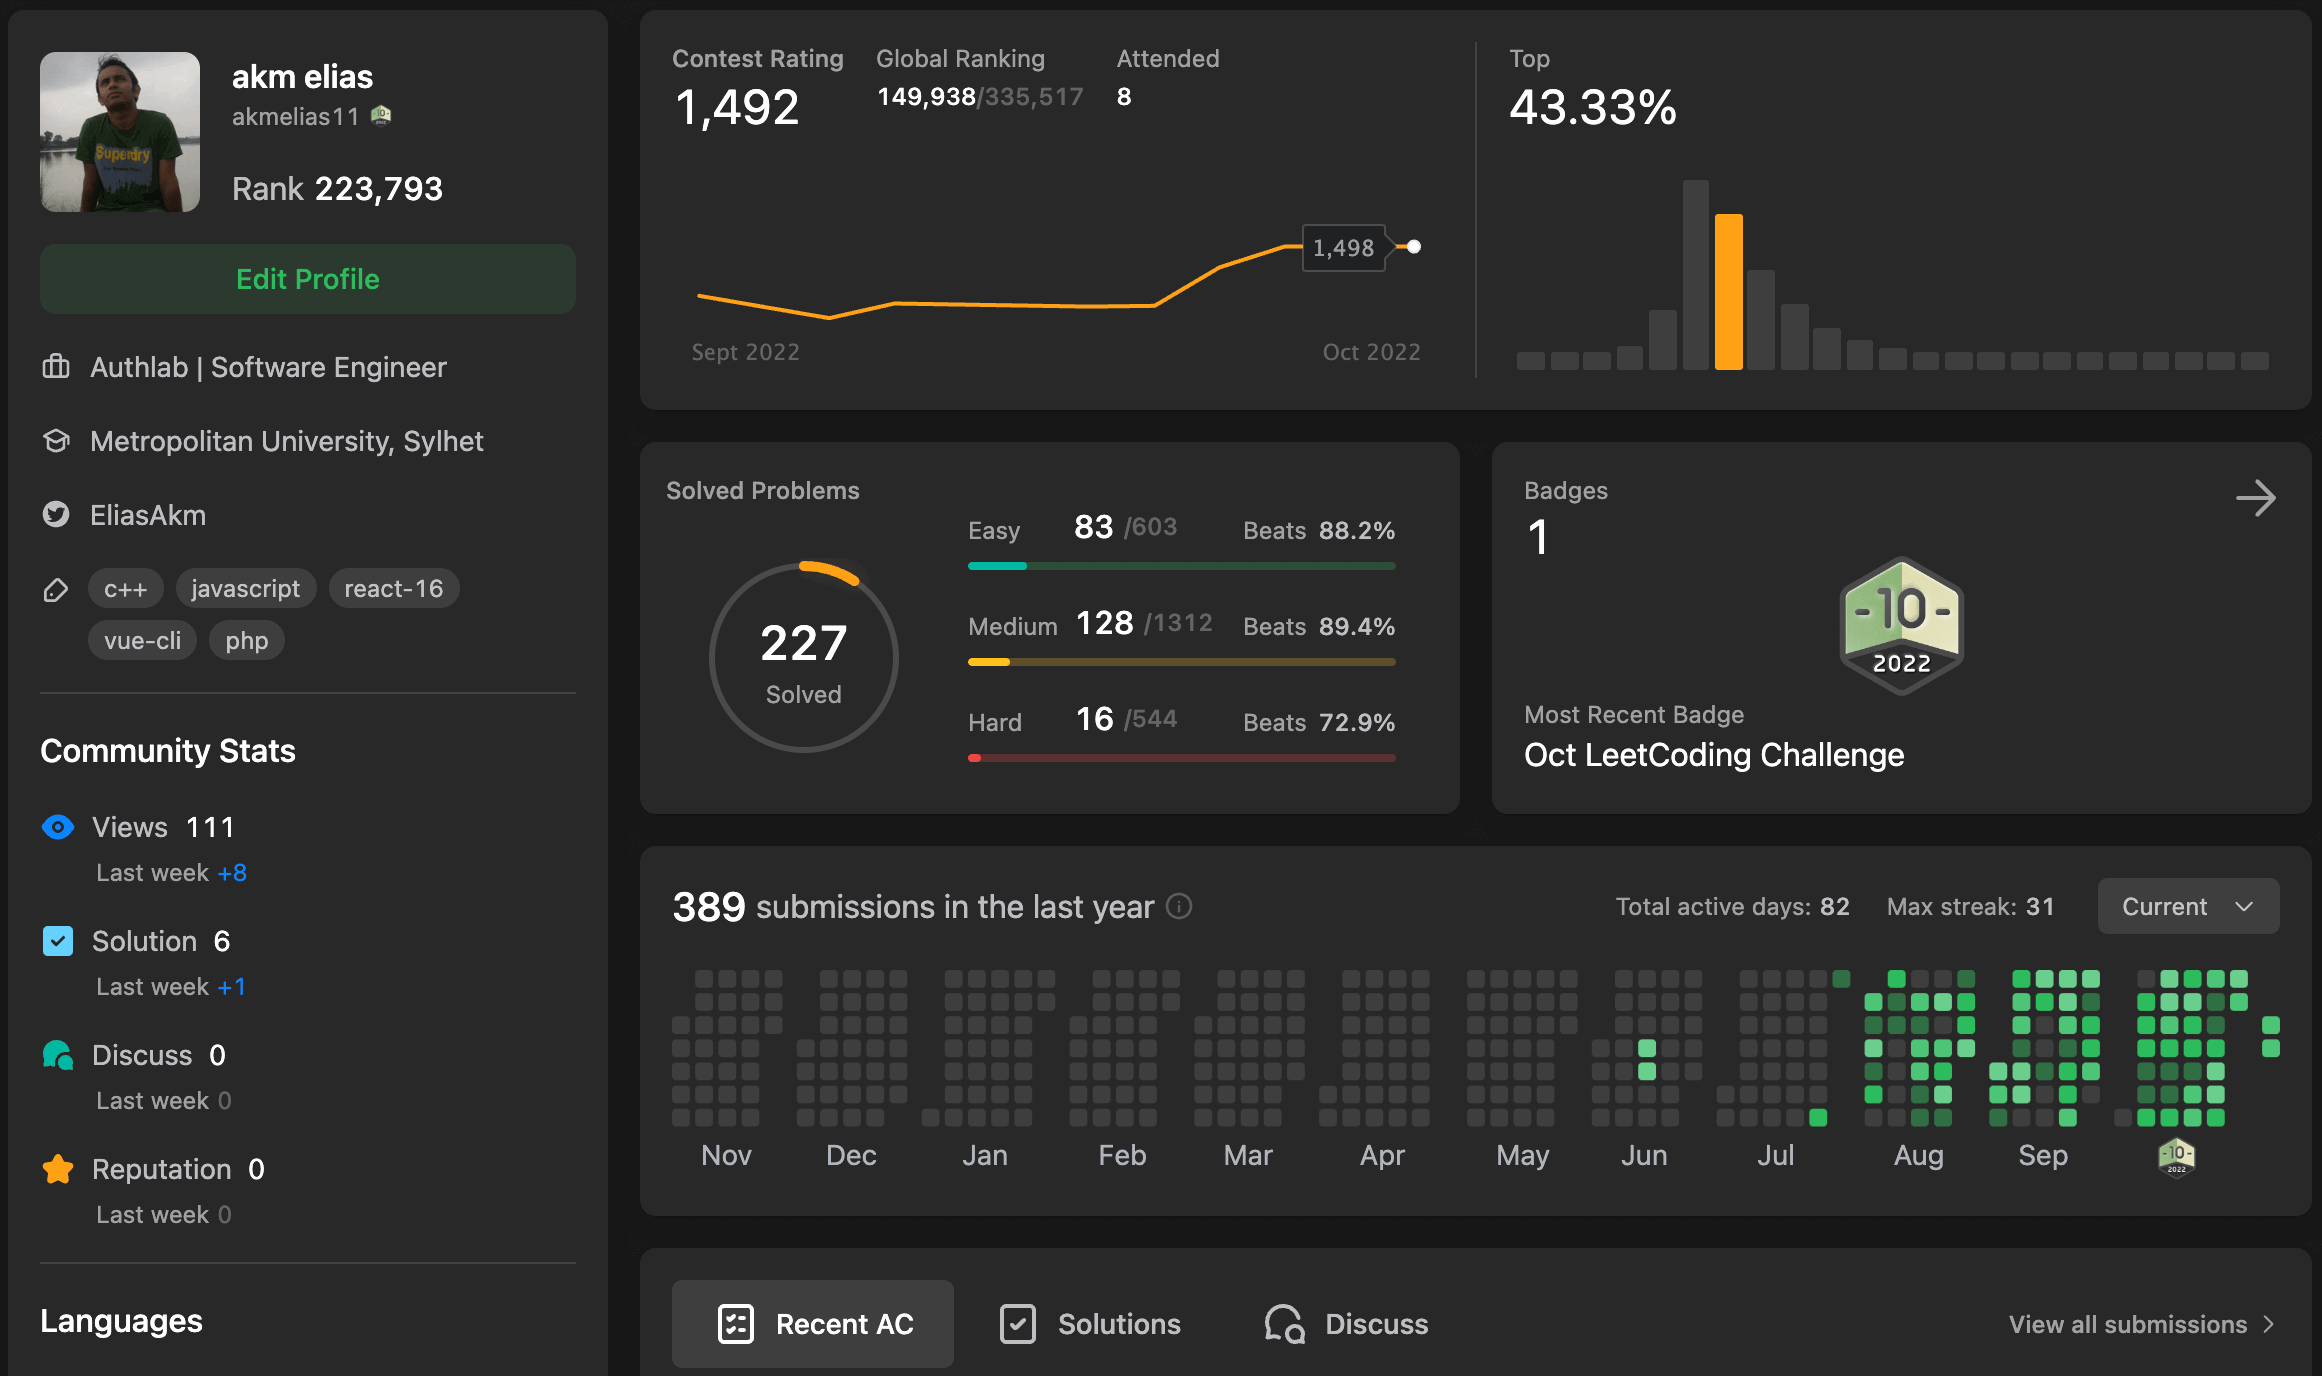 akm elias
akmelias11
Rank 223,793
Edit Profile
Authlab | Software Engineer
Metropolitan University, Sylhet
EliasAkm
c++ javascript react-16
vue-cli php
Community Stats
Views 111
Last week +8
Solution 6
Last week +1
Discuss 0
Last week 0
Reputation 0
Last week 0
Languages
Contest Rating Global Ranking Attended
1,492 149,938/335,517 8
1,498
Sept 2022 Oct 2022
Top
43.33%
Solved Problems
227
Solved
Easy 83 /603 Beats 88.2%
Medium 128 /1312 Beats 89.4%
Hard 16 /544 Beats 72.9%
Badges
1
-10-
2022
Most Recent Badge
Oct LeetCoding Challenge
389 submissions in the last year
Total active days: 82 Max streak: 31 Current
Nov Dec Jan Feb Mar Apr May Jun Jul Aug Sep
-10-
2022
Recent AC Solutions Discuss View all submissions
Superdry